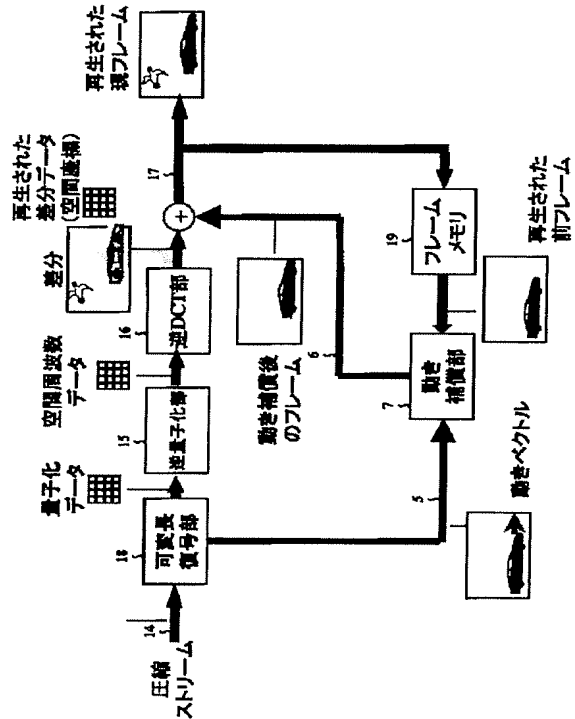 圧縮
ストリーム
14
18
可変長
復号部
量子化
データ
15
逆量子化部
空間周波数
データ
16
逆DCT部
差分
再生された
差分データ
(空間座標)
+
17
再生された
現フレーム
動き補償後
のフレーム
6
5
動きベクトル
7
動き
補償部
19
フレーム
メモリ
再生された
前フレーム